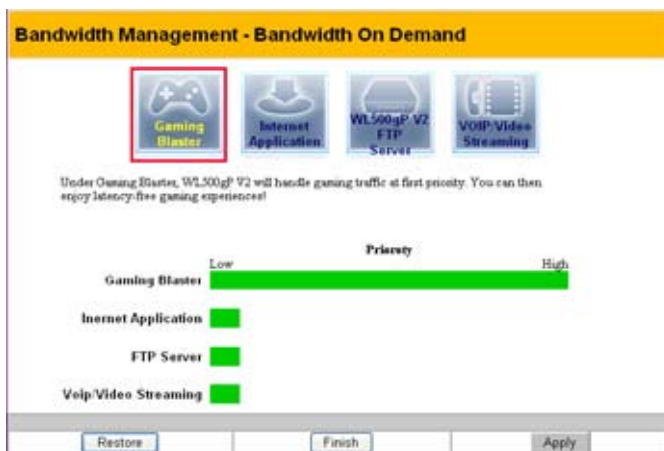 Bandwidth Management - Bandwidth On Demand
Gaming Blaster
Internet Application
WL500gP V2 FTP Server
VOIP/Video Streaming
Under Gaming Blaster, WL500gP V2 will handle gaming traffic at first priority. You can then
enjoy latency-free gaming experiences!
Priority
Low High
Gaming Blaster
Inernet Application
FTP Server
Voip/Video Streaming
Restore Finish Apply